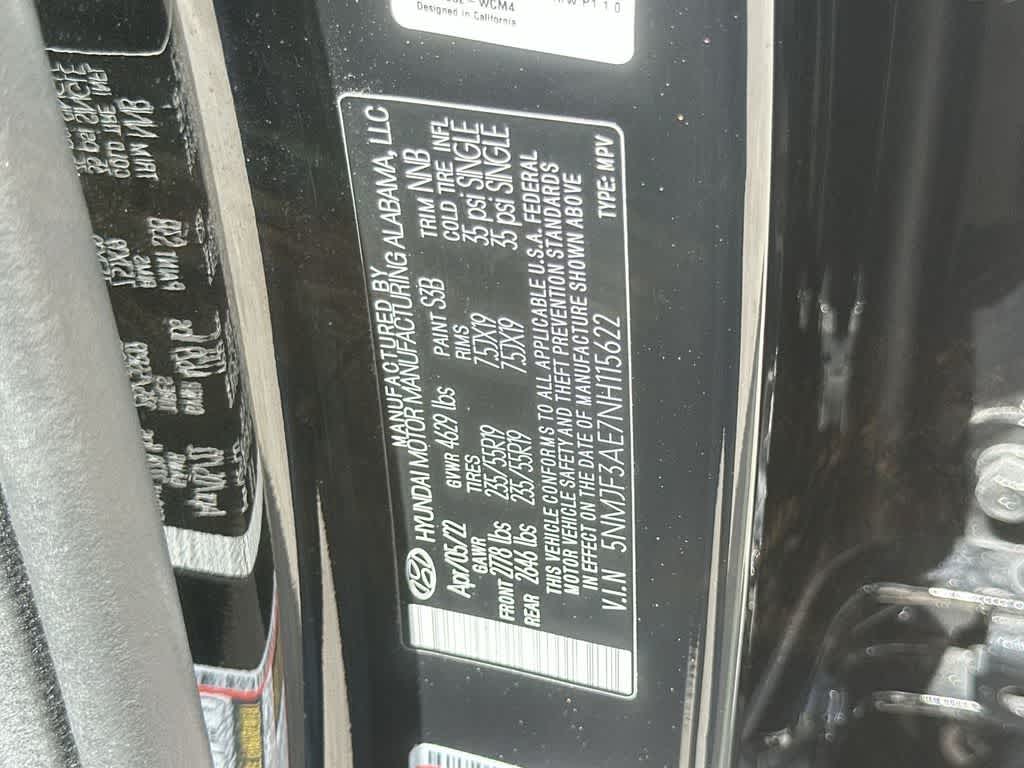 WCM4
Designed in California
MANUFACTURED BY
HYUNDAI MOTOR MANUFACTURING ALABAMA, LLC
Apr/05/22 GVWR 4629 lbs PAINT S3B TRIM NNB
GAWR TIRES RIMS COLD TIRE INFL
FRONT 2778 lbs 235/55R19 7.5JX19 35 psi SINGLE
REAR 2646 lbs 235/55R19 7.5JX19 35 psi SINGLE
THIS VEHICLE CONFORMS TO ALL APPLICABLE U.S.A. FEDERAL
MOTOR VEHICLE SAFETY AND THEFT PREVENTION STANDARDS
IN EFFECT ON THE DATE OF MANUFACTURE SHOWN ABOVE
V.I.N 5NMJF3AE7NH115622 TYPE: MPV